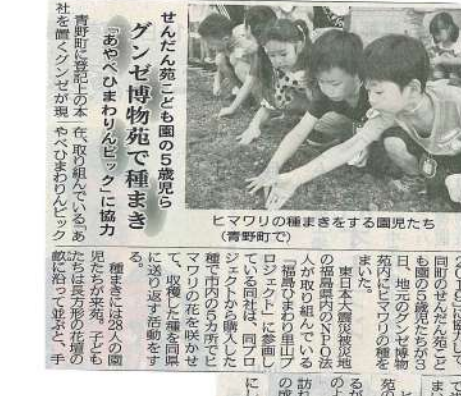 せんだん苑こども園の5歳児ら
グンゼ博物苑で種まき
「あやべひまわりんピック」に協力
ヒマワリの種まきをする園児たち
(青野町で)
青野町に登記上の本
社を置くグンゼが現
在、取り組んでいる「あ
やべひまわりんピック
2019」に協力して
同町のせんだん苑こど
も園の5歳児たちが3
日、地元のグンゼ博物
苑内にヒマワリの種を
まいた。
東日本大震災被災地
の福島県内のNPO法
人が取り組んでいる
「福島ひまわり里山プ
ロジェクト」に参画し
ている同社は、同プロ
ジェクトから購入した
種で市内の5カ所でヒ
マワリの花を咲かせ
て、収穫した種を同県
に送り返す活動をす
る。
種まきには28人の園
児たちが来苑。子ども
たちは長方形の花壇の
畝に沿って並ぶと、手